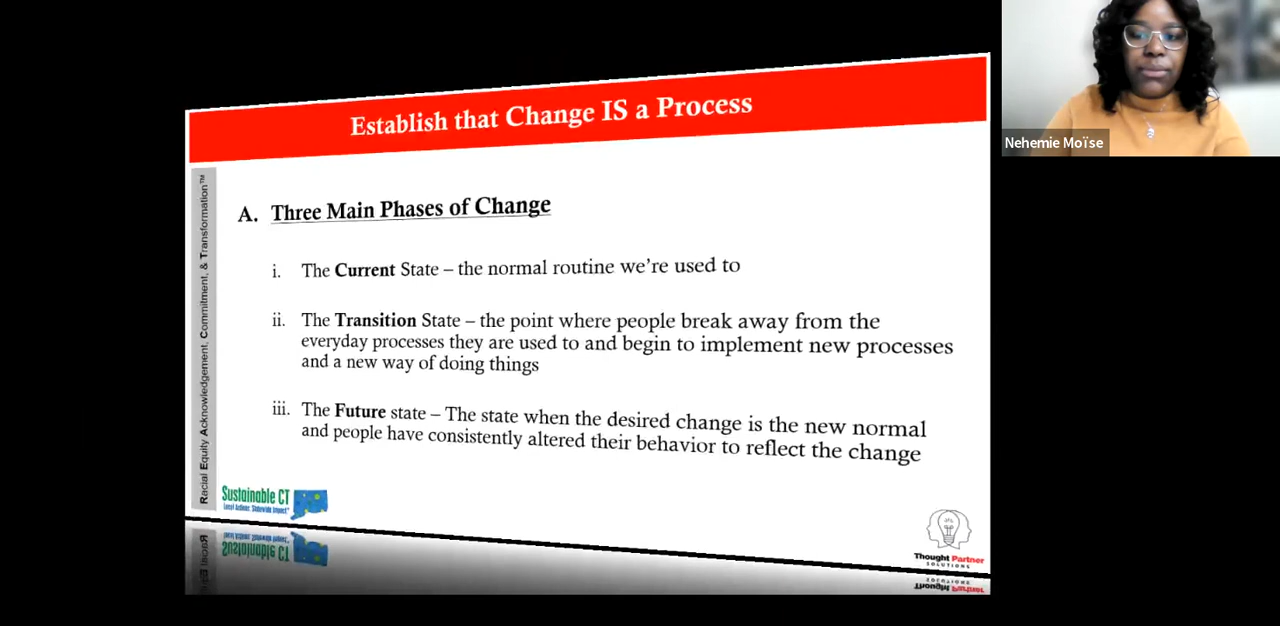 Establish that Change IS a Process
Nehemie Moïse
Racial Equity Acknowledgement, Commitment, & Transformation™
A. Three Main Phases of Change
i. The Current State – the normal routine we're used to
ii. The Transition State – the point where people break away from the
everyday processes they are used to and begin to implement new processes
and a new way of doing things
iii. The Future state – The state when the desired change is the new normal
and people have consistently altered their behavior to reflect the change
Sustainable CT
Local Actions. Statewide Impact.
Thought Partner
SOLUTIONS